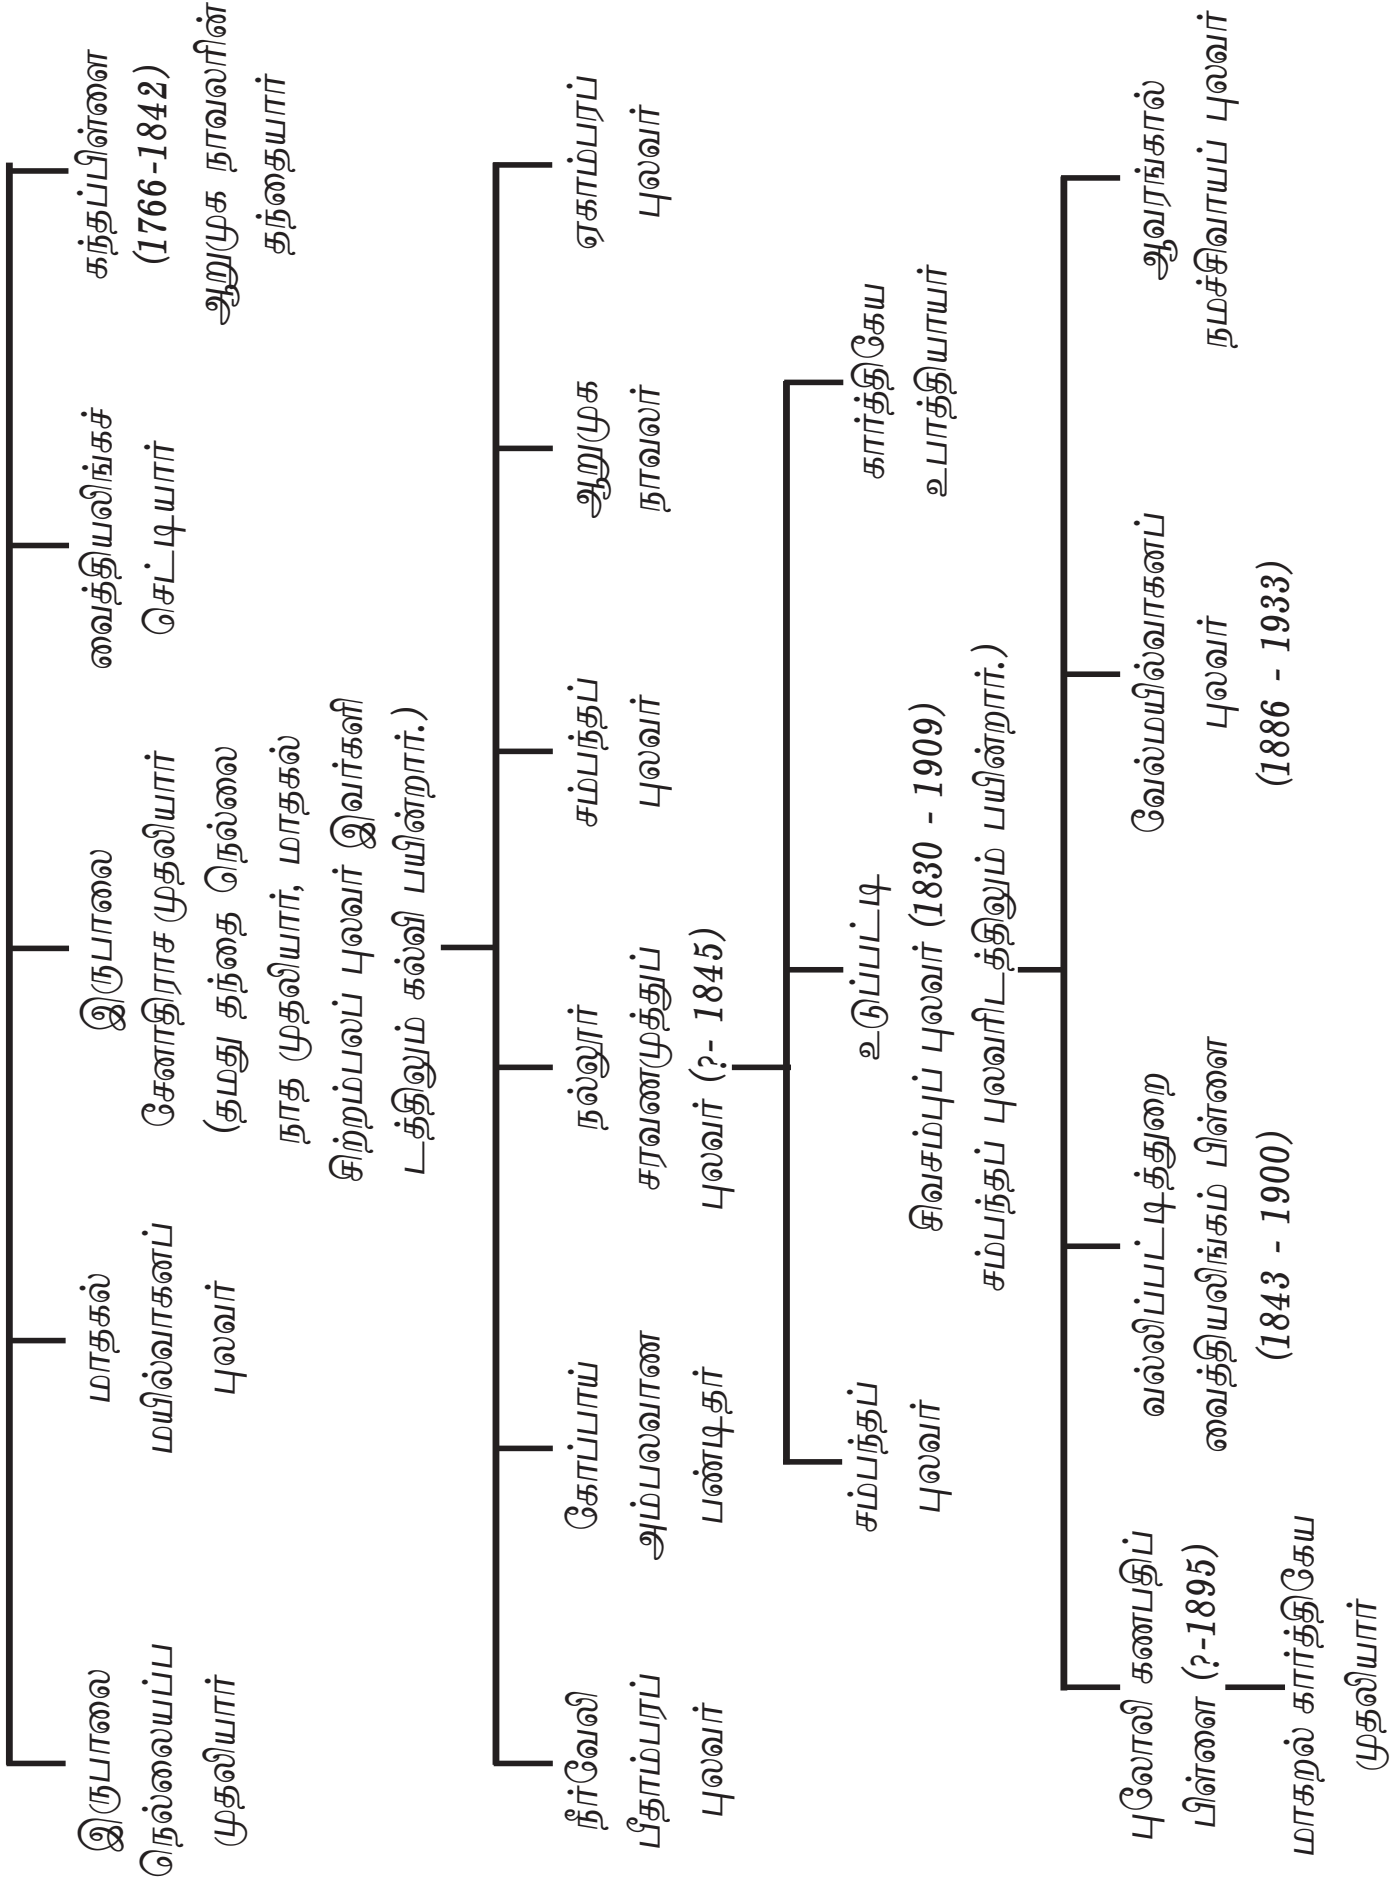 இருபாலை
நெல்லையப்ப
முதலியார்
மாதகல்
மயில்வாகனப்
புலவர்
இருபாலை
சேனாதிராச முதலியார்
(தமது தந்தை நெல்லை
நாத முதலியார், மாதகல்
சிற்றம்பலப் புலவர் இவர்களி
டத்திலும் கல்வி பயின்றார்.)
வைத்தியலிங்கச்
செட்டியார்
கந்தப்பிள்ளை
(1766-1842)
ஆறுமுக நாவலரின்
தந்தையார்
நீர்வேலி
பீதாம்பரப்
புலவர்
கோப்பாய்
அம்பலவாண
பண்டிதர்
நல்லூர்
சரவணமுத்துப்
புலவர் (?- 1845)
சம்பந்தப்
புலவர்
ஆறுமுக
நாவலர்
ஏகாம்பரப்
புலவர்
சம்பந்தப்
புலவர்
உடுப்பட்டி
சிவசம்புப் புலவர் (1830 - 1909)
சம்பந்தப் புலவரிடத்திலும் பயின்றார்.)
கார்த்திகேய
உபாத்தியாயர்
புலோலி கணபதிப்
பிள்ளை (?-1895)
மாகறல் கார்த்திகேய
முதலியார்
வல்லிப்பட்டித்துறை
வைத்தியலிங்கம் பிள்ளை
(1843 - 1900)
வேல்மயில்வாகனப்
புலவர்
(1886 - 1933)
ஆவரங்கால்
நமச்சிவாயப் புலவர்